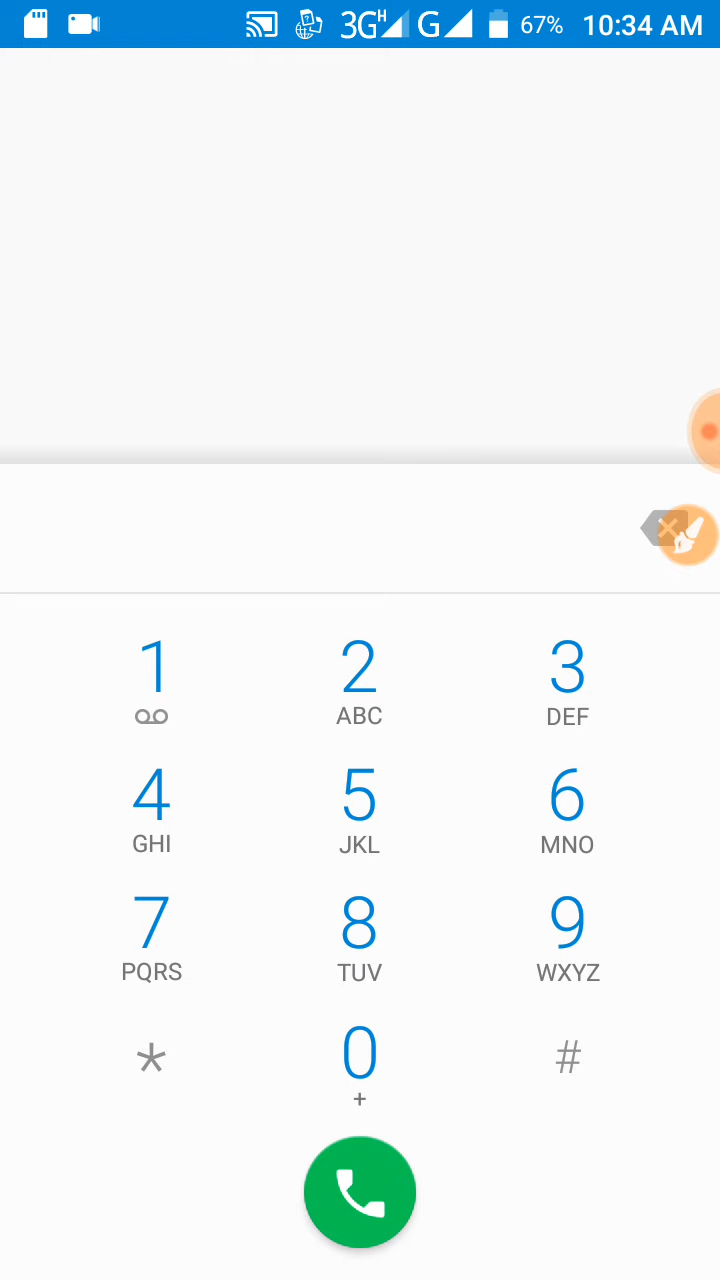 3G H G 67% 10:34 AM
1 2 3
ABC DEF
4 5 6
GHI JKL MNO
7 8 9
PQRS TUV WXYZ
* 0 #
+